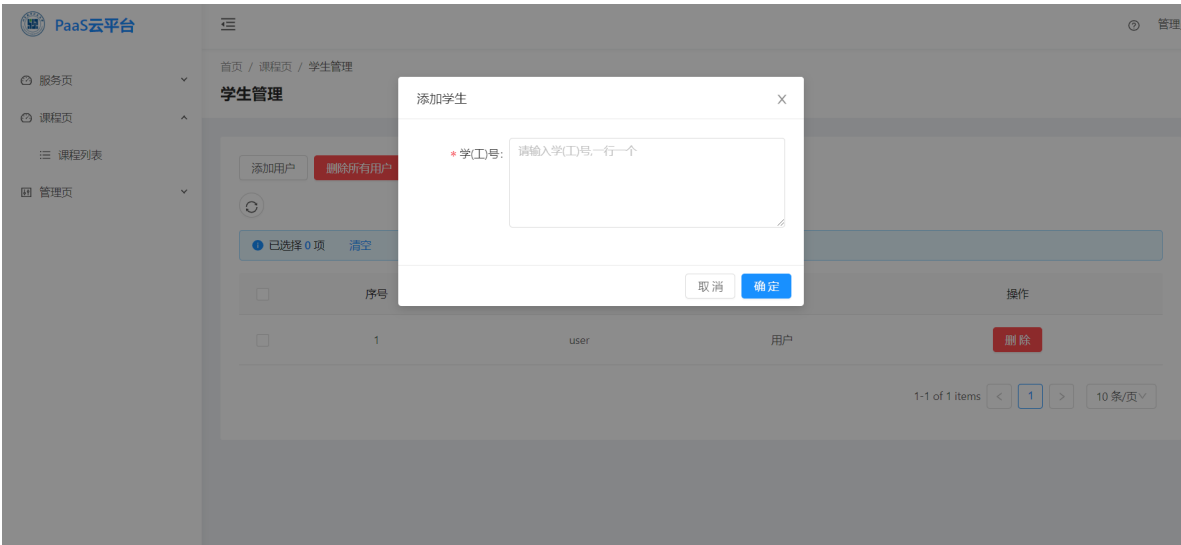 PaaS云平台
管理
服务页
课程页
课程列表
管理页
首页 / 课程页 / 学生管理
学生管理
添加用户 删除所有用户
已选择 0 项 清空
序号 操作
1 user 用户 删除
1-1 of 1 items < 1 > 10 条/页
添加学生
* 学(工)号: 请输入学(工)号,一行一个
取消 确定